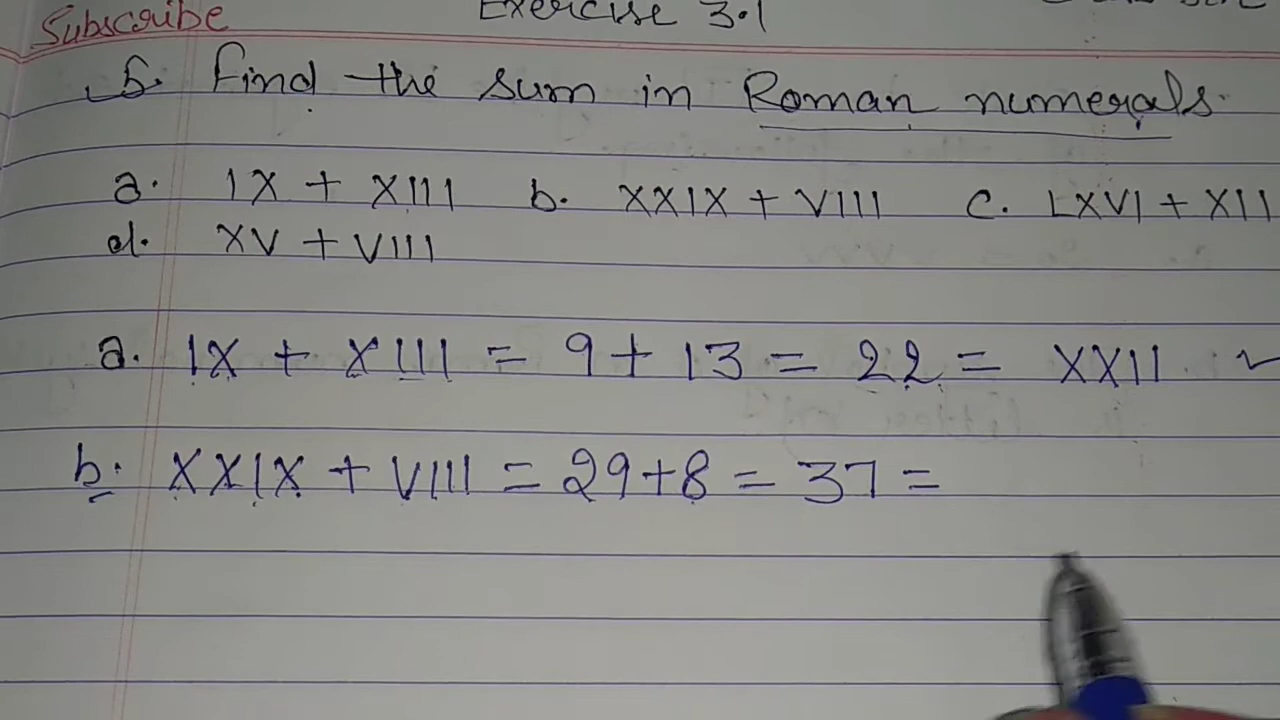 Subscribe Exercise 3.1
5. Find the sum in Roman numerals.
a. IX + XIII b. XXIX + VIII c. LXVI + XII
d. XV + VIII
a. IX + XIII = 9 + 13 = 22 = XXII
b. XXIX + VIII = 29 + 8 = 37 =